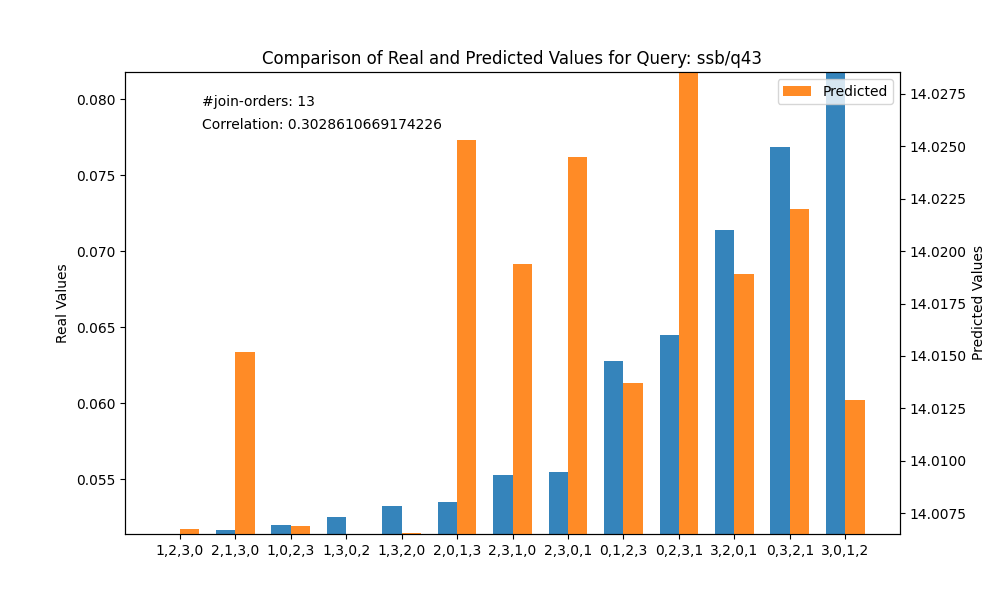 Comparison of Real and Predicted Values for Query: ssb/q43
#join-orders: 13
Correlation: 0.3028610669174226
Predicted
Real Values
0.080
0.075
0.070
0.065
0.060
0.055
14.0275
14.0250
14.0225
14.0200
14.0175
14.0150
14.0125
14.0100
14.0075
Predicted Values
1,2,3,0 2,1,3,0 1,0,2,3 1,3,0,2 1,3,2,0 2,0,1,3 2,3,1,0 2,3,0,1 0,1,2,3 0,2,3,1 3,2,0,1 0,3,2,1 3,0,1,2